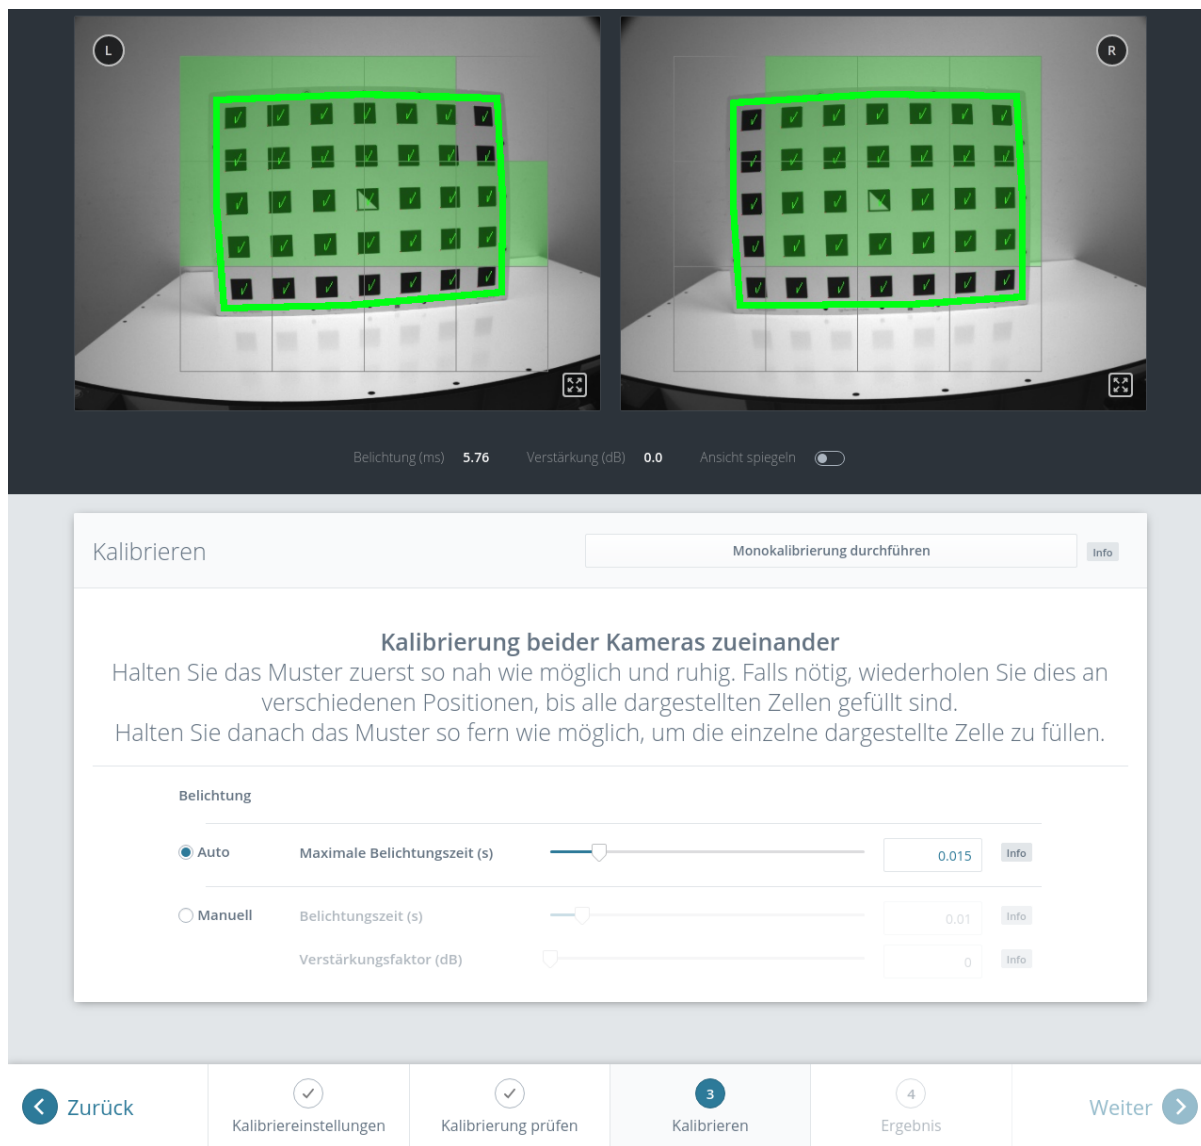 L
R
Belichtung (ms) 5.76 Verstärkung (dB) 0.0 Ansicht spiegeln
Kalibrieren
Monokalibrierung durchführen
Info
Kalibrierung beider Kameras zueinander
Halten Sie das Muster zuerst so nah wie möglich und ruhig. Falls nötig, wiederholen Sie dies an
verschiedenen Positionen, bis alle dargestellten Zellen gefüllt sind.
Halten Sie danach das Muster so fern wie möglich, um die einzelne dargestellte Zelle zu füllen.
Belichtung
Auto Maximale Belichtungszeit (s) 0.015 Info
Manuell Belichtungszeit (s) 0.01 Info
Verstärkungsfaktor (dB) 0 Info
Zurück
Kalibriereinstellungen
Kalibrierung prüfen
3
Kalibrieren
4
Ergebnis
Weiter